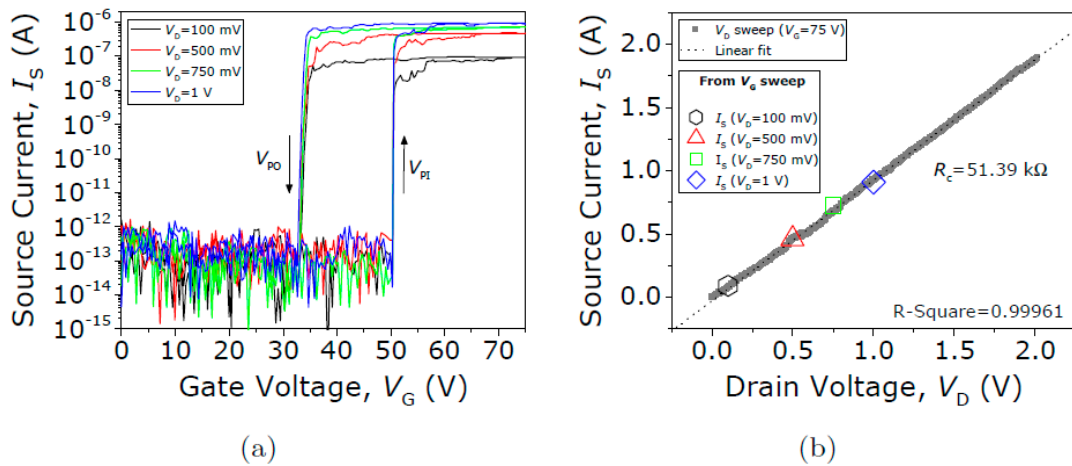 Source Current, I_S (A)
10^-6
10^-7
10^-8
10^-9
10^-10
10^-11
10^-12
10^-13
10^-14
10^-15
V_D=100 mV
V_D=500 mV
V_D=750 mV
V_D=1 V
V_PO
V_PI
0 10 20 30 40 50 60 70
Gate Voltage, V_G (V)
(a)
Source Current, I_S (A)
2.0
1.5
1.0
0.5
0.0
V_D sweep (V_G=75 V)
Linear fit
From V_G sweep
I_S (V_D=100 mV)
I_S (V_D=500 mV)
I_S (V_D=750 mV)
I_S (V_D=1 V)
R_c=51.39 kΩ
R-Square=0.99961
0.0 0.5 1.0 1.5 2.0
Drain Voltage, V_D (V)
(b)